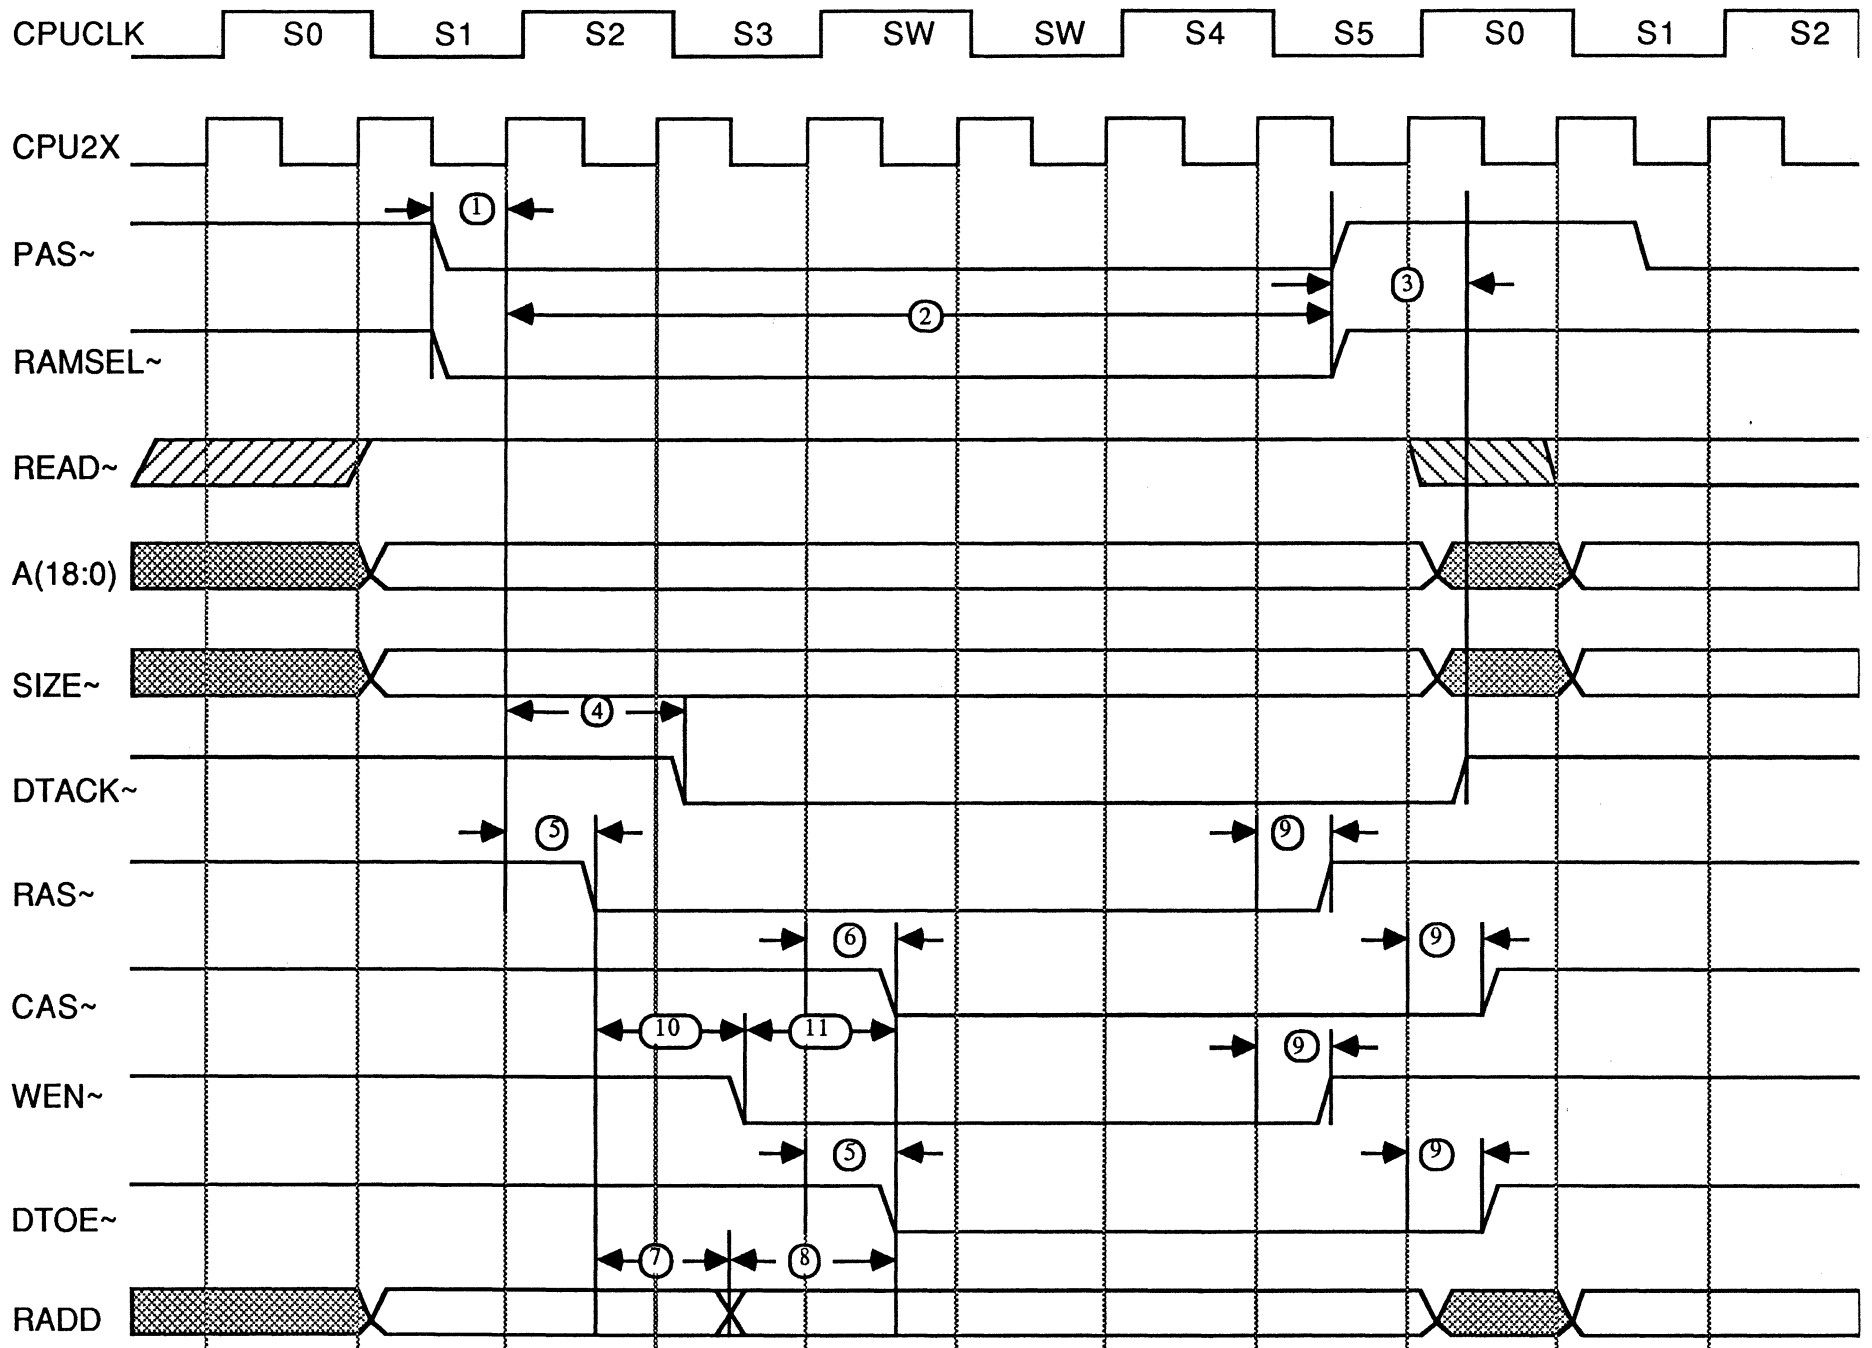 CPUCLK S0 S1 S2 S3 SW SW S4 S5 S0 S1 S2
CPU2X
1
PAS~
3
2
RAMSEL~
READ~
A(18:0)
SIZE~
4
DTACK~
5 9
RAS~
6 9
CAS~
10 11
9
WEN~
5 9
DTOE~
7 8
RADD